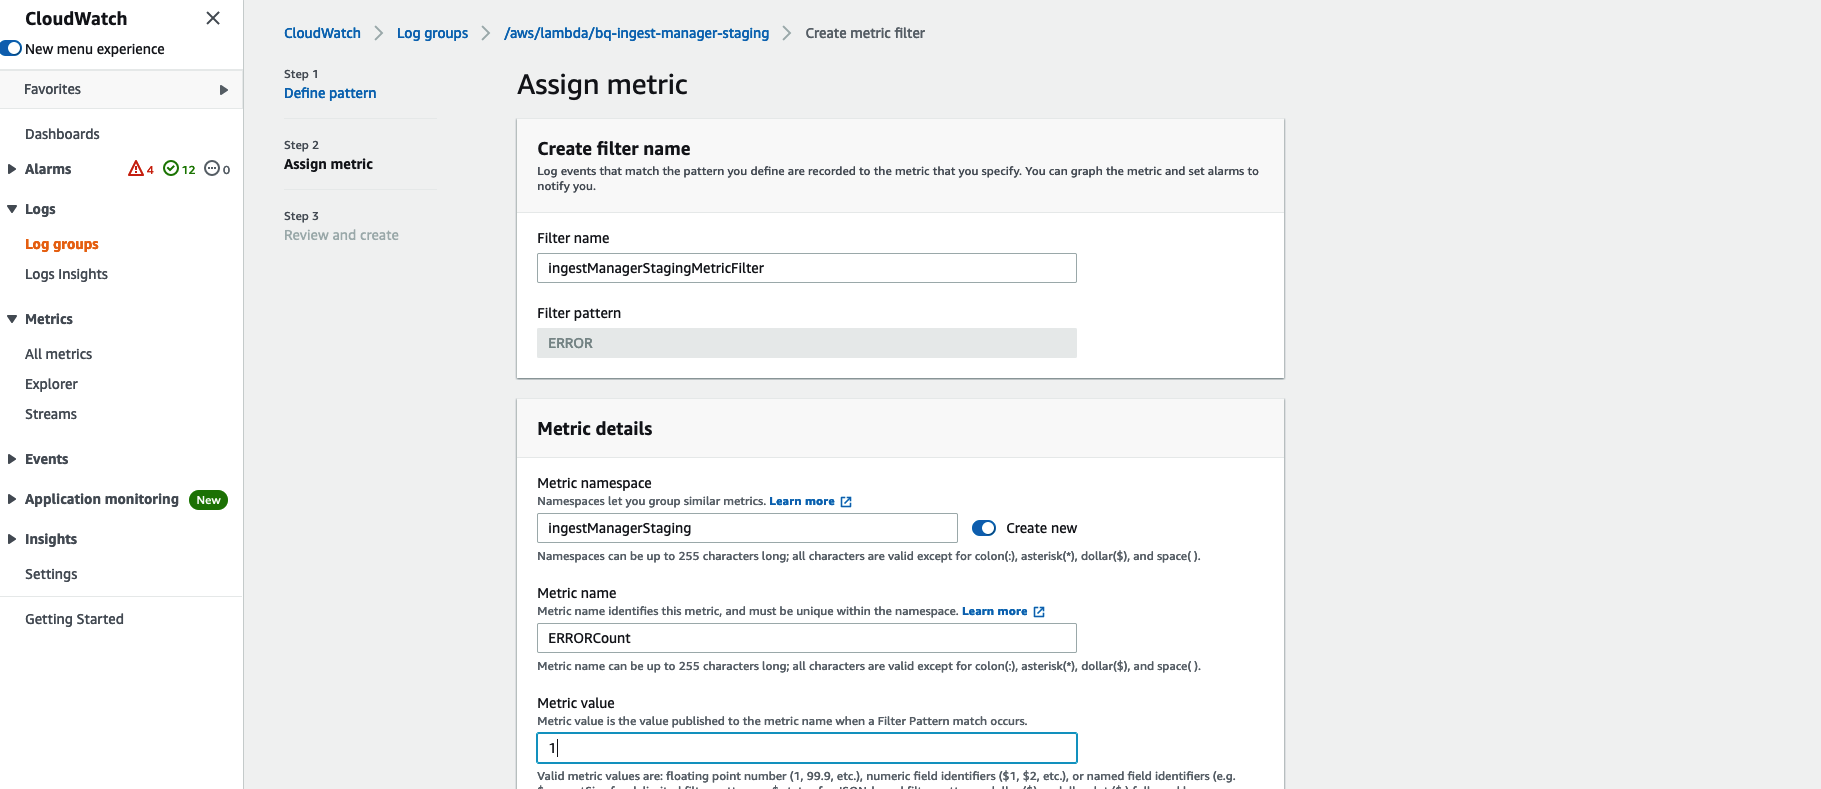 CloudWatch
New menu experience
Favorites
Dashboards
Alarms 4 12 0
Logs
Log groups
Logs Insights
Metrics
All metrics
Explorer
Streams
Events
Application monitoring New
Insights
Settings
Getting Started
CloudWatch Log groups /aws/lambda/bq-ingest-manager-staging Create metric filter
Step 1
Define pattern
Step 2
Assign metric
Step 3
Review and create
Assign metric
Create filter name
Log events that match the pattern you define are recorded to the metric that you specify. You can graph the metric and set alarms to
notify you.
Filter name
ingestManagerStagingMetricFilter
Filter pattern
ERROR
Metric details
Metric namespace
Namespaces let you group similar metrics. Learn more
ingestManagerStaging Create new
Namespaces can be up to 255 characters long; all characters are valid except for colon(:), asterisk(*), dollar($), and space( ).
Metric name
Metric name identifies this metric, and must be unique within the namespace. Learn more
ERRORCount
Metric name can be up to 255 characters long; all characters are valid except for colon(:), asterisk(*), dollar($), and space( ).
Metric value
Metric value is the value published to the metric name when a Filter Pattern match occurs.
1
Valid metric values are: floating point number (1, 99.9, etc.), numeric field identifiers ($1, $2, etc.), or named field identifiers (e.g.